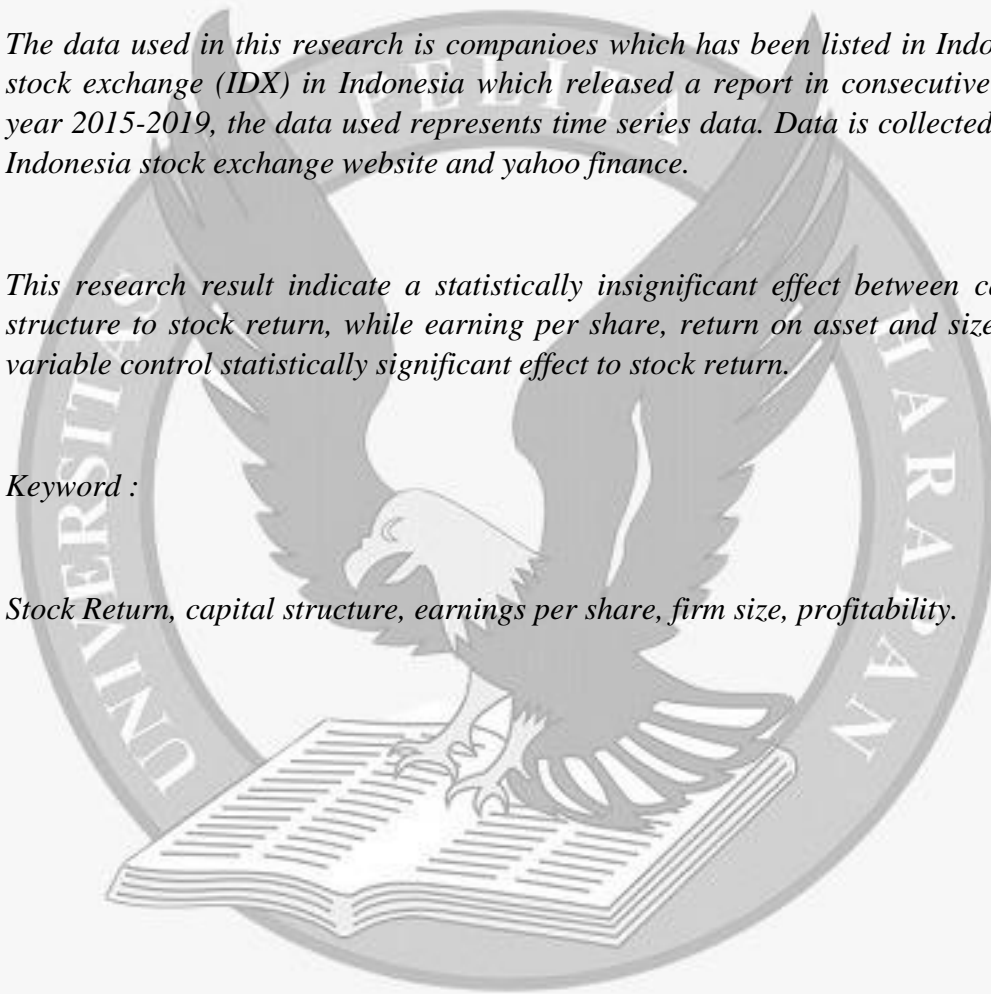 The data used in this research is companioes which has been listed in Indo
stock exchange (IDX) in Indonesia which released a report in consecutive
year 2015-2019, the data used represents time series data. Data is collected
Indonesia stock exchange website and yahoo finance.
This research result indicate a statistically insignificant effect between c
structure to stock return, while earning per share, return on asset and size
variable control statistically significant effect to stock return.
Keyword :
Stock Return, capital structure, earnings per share, firm size, profitability.
UNIVERSITAS PELITA HARAPAN